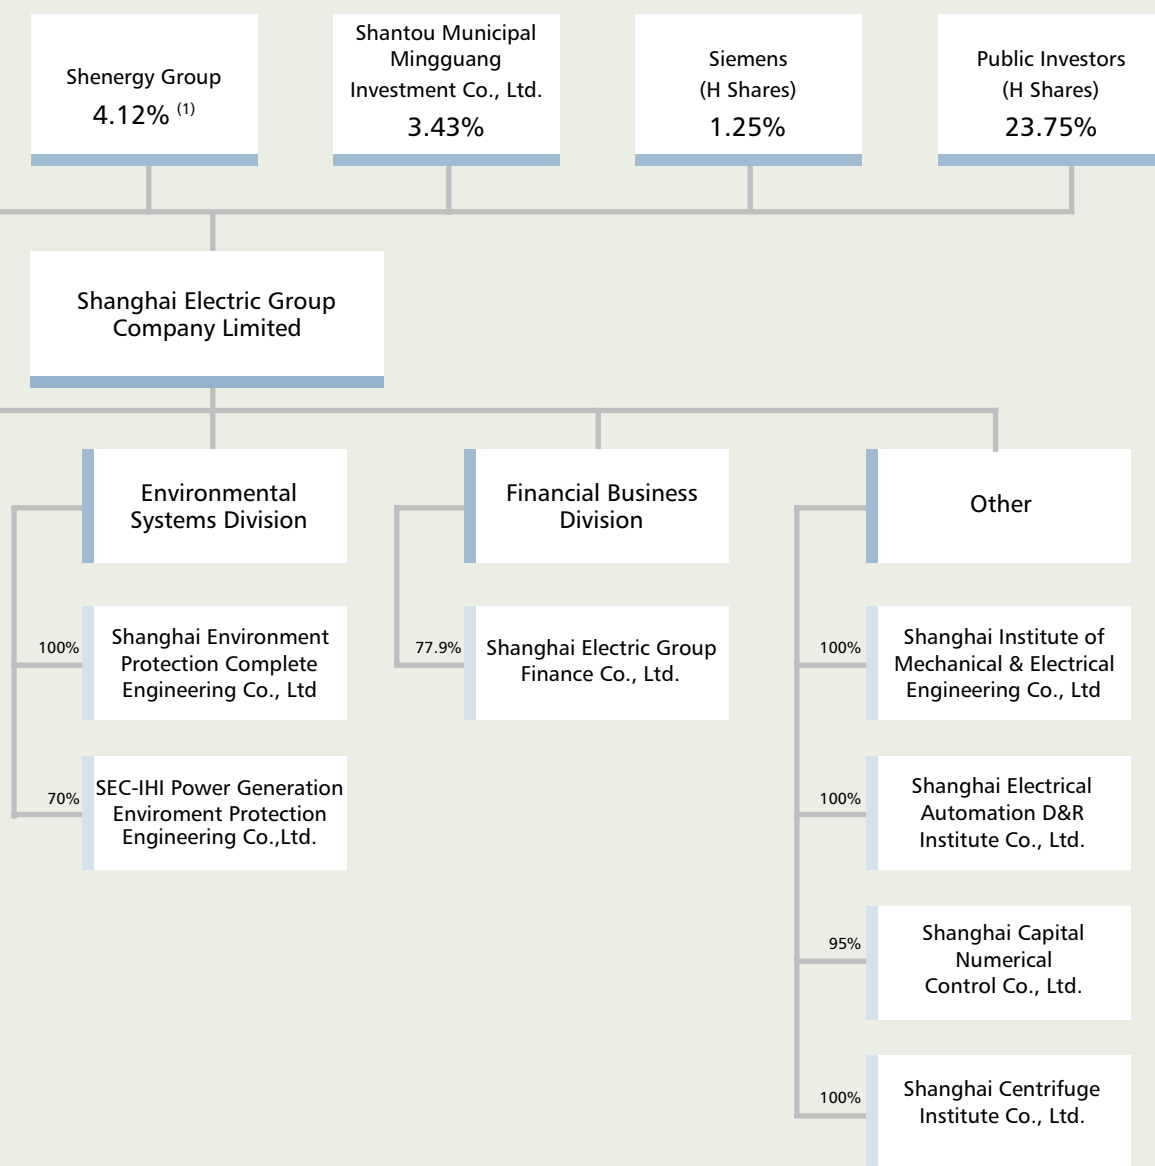 Shenergy Group
4.12% (1)
Shantou Municipal
Mingguang
Investment Co., Ltd.
3.43%
Siemens
(H Shares)
1.25%
Public Investors
(H Shares)
23.75%
Shanghai Electric Group
Company Limited
Environmental
Systems Division
100%
Shanghai Environment
Protection Complete
Engineering Co., Ltd
70%
SEC-IHI Power Generation
Enviroment Protection
Engineering Co.,Ltd.
Financial Business
Division
77.9%
Shanghai Electric Group
Finance Co., Ltd.
Other
100%
Shanghai Institute of
Mechanical & Electrical
Engineering Co., Ltd
100%
Shanghai Electrical
Automation D&R
Institute Co., Ltd.
95%
Shanghai Capital
Numerical
Control Co., Ltd.
100%
Shanghai Centrifuge
Institute Co., Ltd.